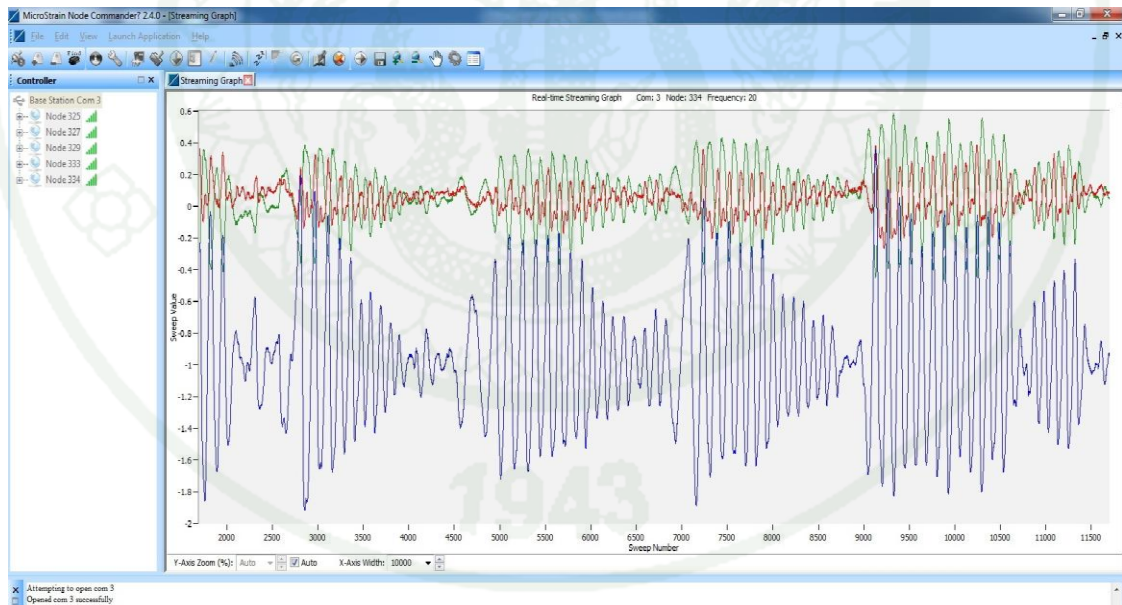 MicroStrain Node Commander? 2.4.0 - [Streaming Graph]
File Edit View Launch Application Help
Controller
Base Station Com 3
Node 325
Node 327
Node 329
Node 333
Node 334
Streaming Graph
Real-time Streaming Graph Com: 3 Node: 334 Frequency: 20
Sweep Value
0.6
0.4
0.2
0
-0.2
-0.4
-0.6
-0.8
-1
-1.2
-1.4
-1.6
-1.8
-2
2000 2500 3000 3500 4000 4500 5000 5500 6000 6500 7000 7500 8000 8500 9000 9500 10000 10500 11000 11500
Sweep Number
Y-Axis Zoom (%): Auto Auto X-Axis Width: 10000
Attempting to open com 3
Opened com 3 successfully
1943